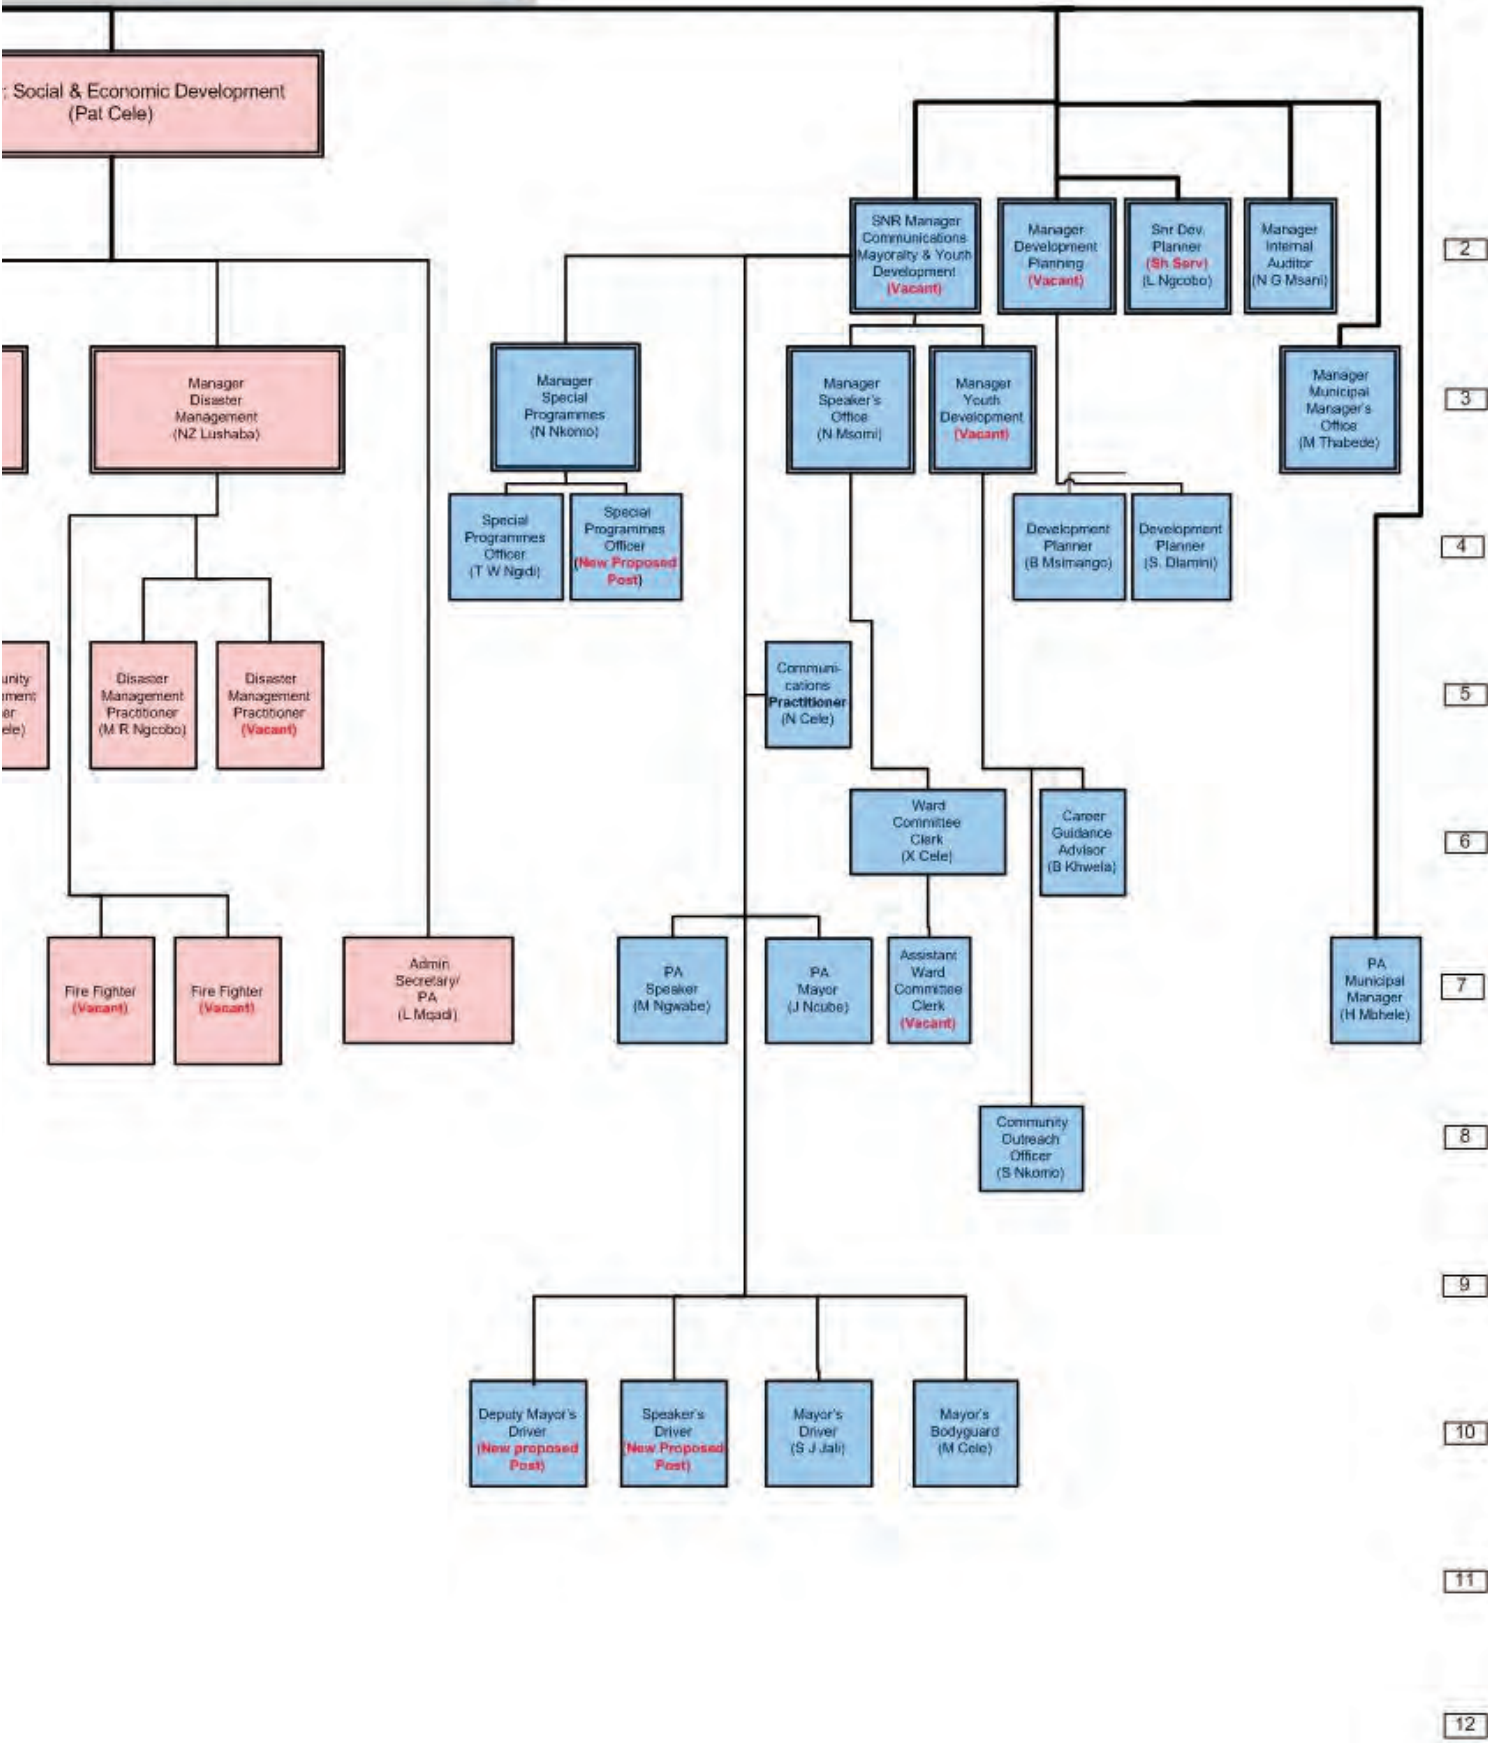 : Social & Economic Development
(Pat Cele)
SNR Manager
Communications
Mayoralty & Youth
Development
(Vacant)
Manager
Development
Planning
(Vacant)
Snr Dev.
Planner
(Sh Serv)
(L Ngcobo)
Manager
Internal
Auditor
(N G Msani)
2
Manager
Disaster
Management
(NZ Lushaba)
Manager
Special
Programmes
(N Nkomo)
Manager
Speaker's
Office
(N Msomi)
Manager
Youth
Development
(Vacant)
Manager
Municipal
Manager's
Office
(M Thabede)
3
Special
Programmes
Officer
(T W Ngidi)
Special
Programmes
Officer
(New Proposed
Post)
Development
Planner
(B Msimango)
Development
Planner
(S. Dlamini)
4
unity
ment
er
ele)
Disaster
Management
Practitioner
(M R Ngcobo)
Disaster
Management
Practitioner
(Vacant)
Communi-
cations
Practitioner
(N Cele)
5
Ward
Committee
Clerk
(X Cele)
Career
Guidance
Advisor
(B Khwela)
6
Fire Fighter
(Vacant)
Fire Fighter
(Vacant)
Admin
Secretary/
PA
(L Mqadi)
PA
Speaker
(M Ngwabe)
PA
Mayor
(J Ncube)
Assistant
Ward
Committee
Clerk
(Vacant)
PA
Municipal
Manager
(H Mbhele)
7
Community
Outreach
Officer
(S Nkomo)
8
9
Deputy Mayor's
Driver
(New proposed
Post)
Speaker's
Driver
(New Proposed
Post)
Mayor's
Driver
(S J Jali)
Mayor's
Bodyguard
(M Cele)
10
11
12